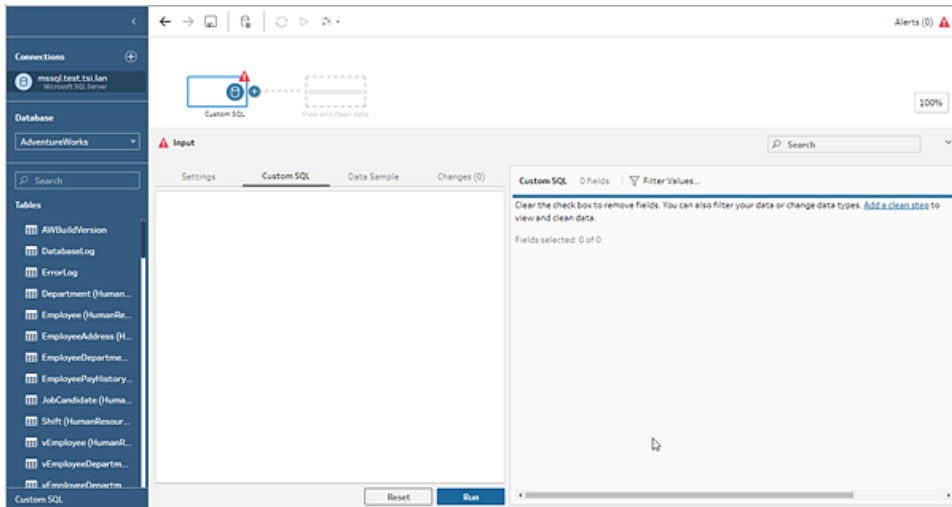 Alerts (0)
Connections
mssql.test.tsi.lan
Microsoft SQL Server
Database
AdventureWorks
Search
Tables
AWBuildVersion
DatabaseLog
ErrorLog
Department (Human...
Employee (HumanRe...
EmployeeAddress (H...
EmployeeDepartme...
EmployeePayHistory...
JobCandidate (Huma...
Shift (HumanResour...
vEmployee (HumanR...
vEmployeeDepartm...
vEmployeeDepartm
Custom SQL
Custom SQL
View and clean data
100%
Input
Search
Settings
Custom SQL
Data Sample
Changes (0)
Custom SQL 0 fields
Filter Values...
Clear the check box to remove fields. You can also filter your data or change data types. Add a clean step to
view and clean data.
Fields selected: 0 of 0
Reset
Run